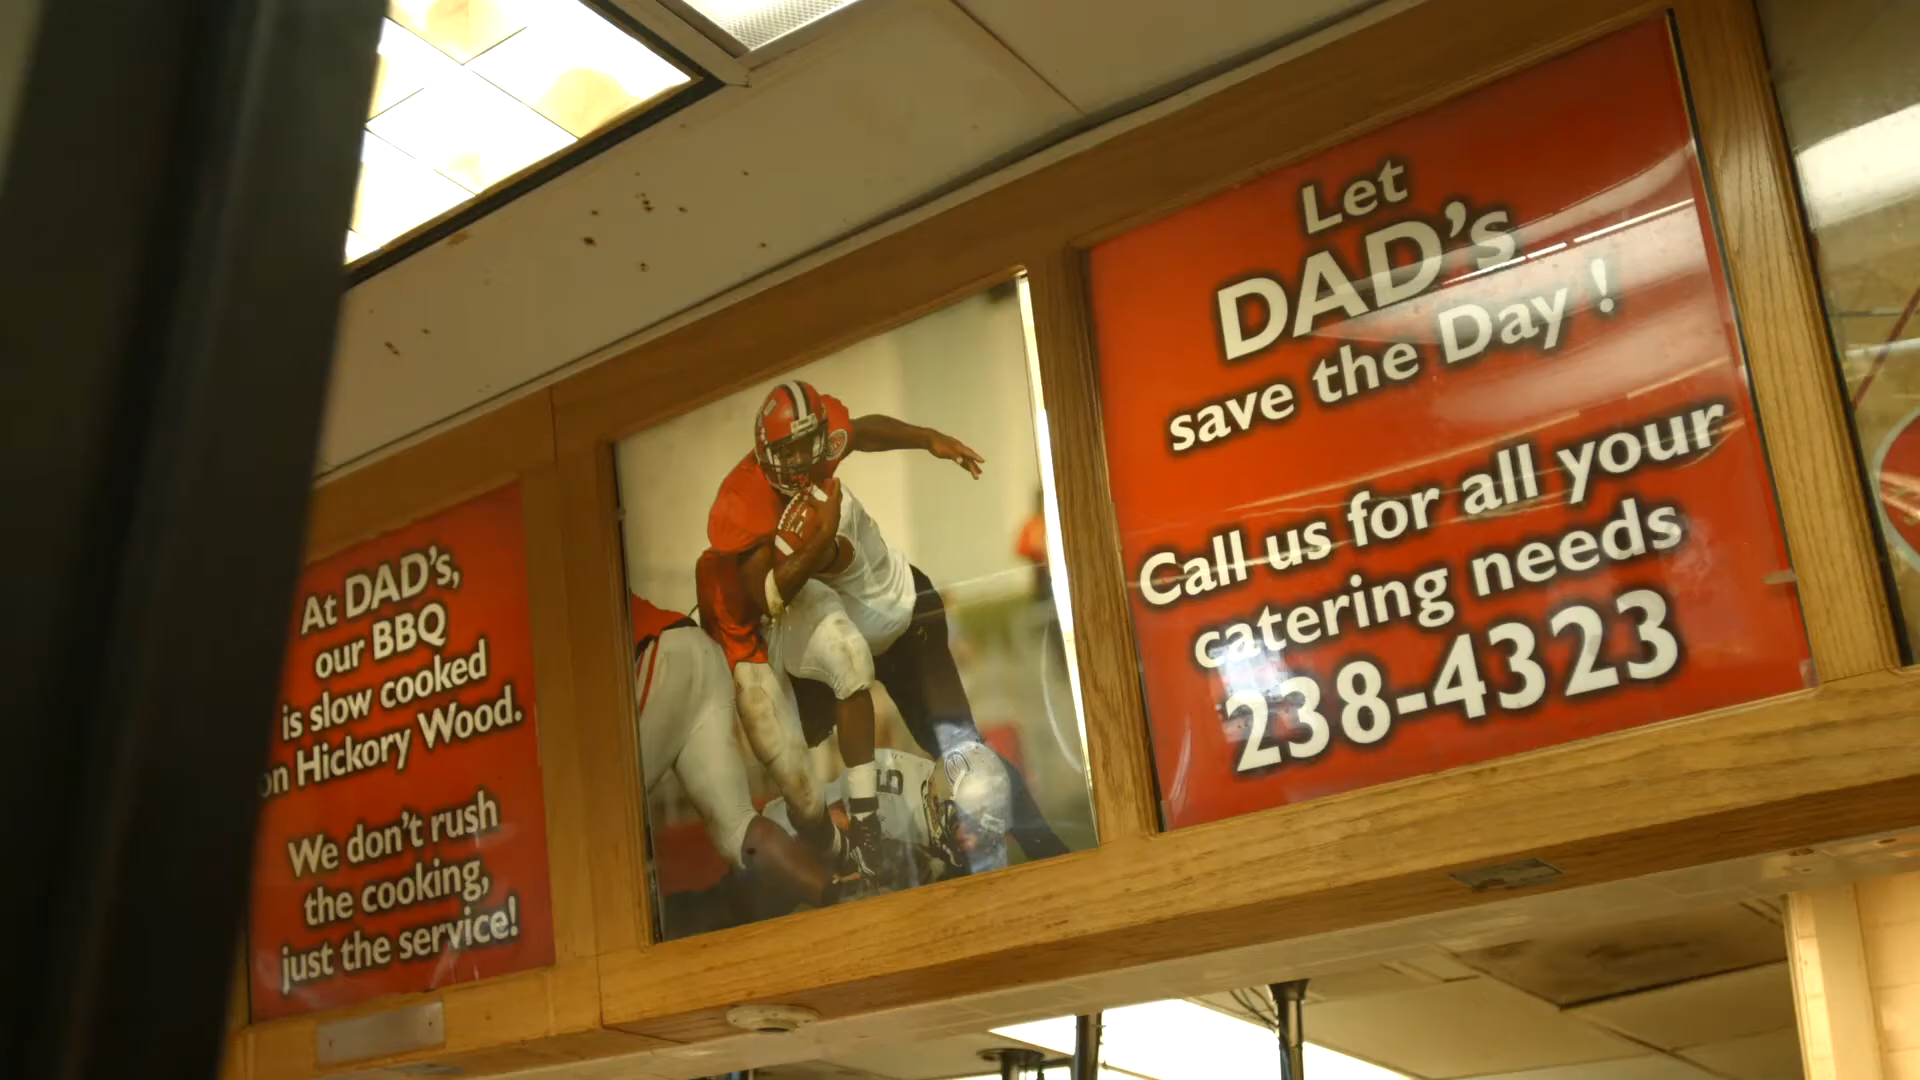 At DAD's,
our BBQ
is slow cooked
on Hickory Wood.
We don't rush
the cooking,
just the service!
Let
DAD's
save the Day !
Call us for all your
catering needs
238-4323